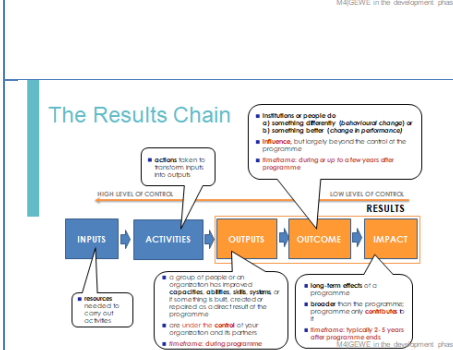 M4|GEWE in the development phas
The Results Chain
Institutions or people do
a) something differently (behavioural change) or
b) something better (change in performance)
influence, but largely beyond the control of the
programme
timeframe: during or up to a few years after
programme
actions taken to
transform inputs
into outputs
HIGH LEVEL OF CONTROL
LOW LEVEL OF CONTROL
RESULTS
INPUTS
ACTIVITIES
OUTPUTS
OUTCOME
IMPACT
resources
needed to
carry out
activities
a group of people or an
organization has improved
capacities, abilities, skills, systems, or
if something is built, created or
repaired as a direct result of the
programme
are under the control of your
organization and its partners
timeframe: during programme
long-term effects of a
programme
broader than the programme;
programme only contributes to
it
timeframe: typically 2-5 years
after programme ends
M4|GEWE in the development phas